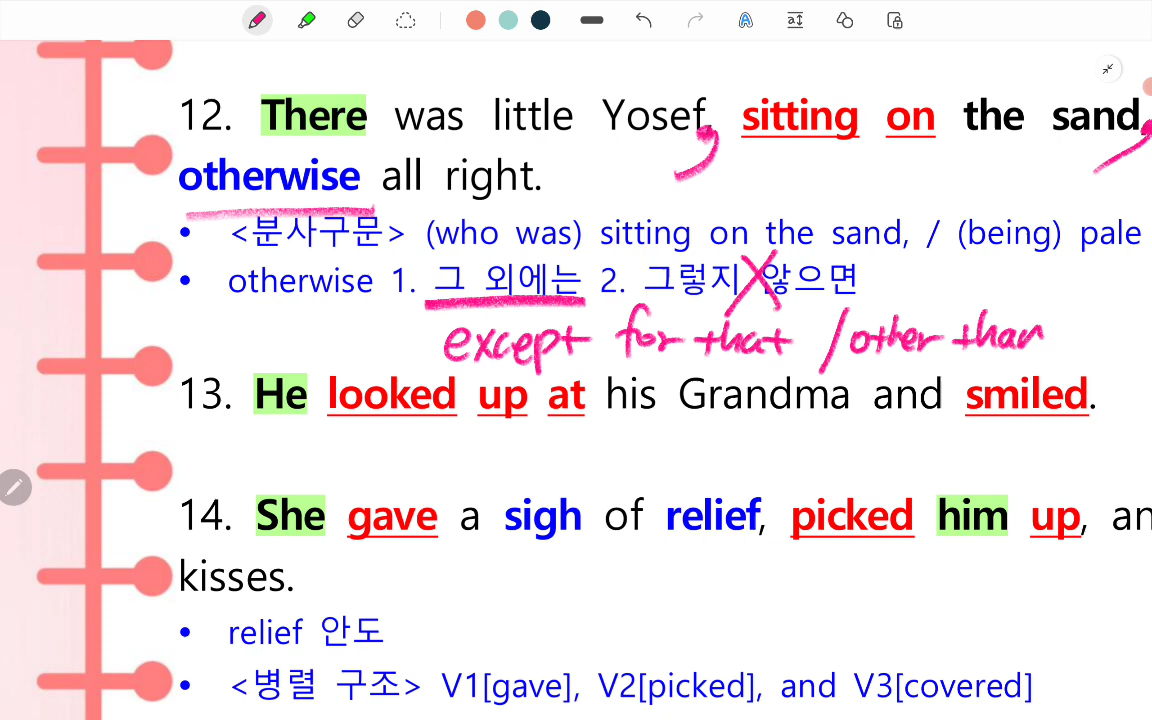 12. There was little Yosef, sitting on the sand,
otherwise all right.
• <분사구문> (who was) sitting on the sand, / (being) pale
• otherwise 1. 그 외에는 2. 그렇지 않으면
except for that / other than
13. He looked up at his Grandma and smiled.
14. She gave a sigh of relief, picked him up, an
kisses.
• relief 안도
• <병렬 구조> V1[gave], V2[picked], and V3[covered]